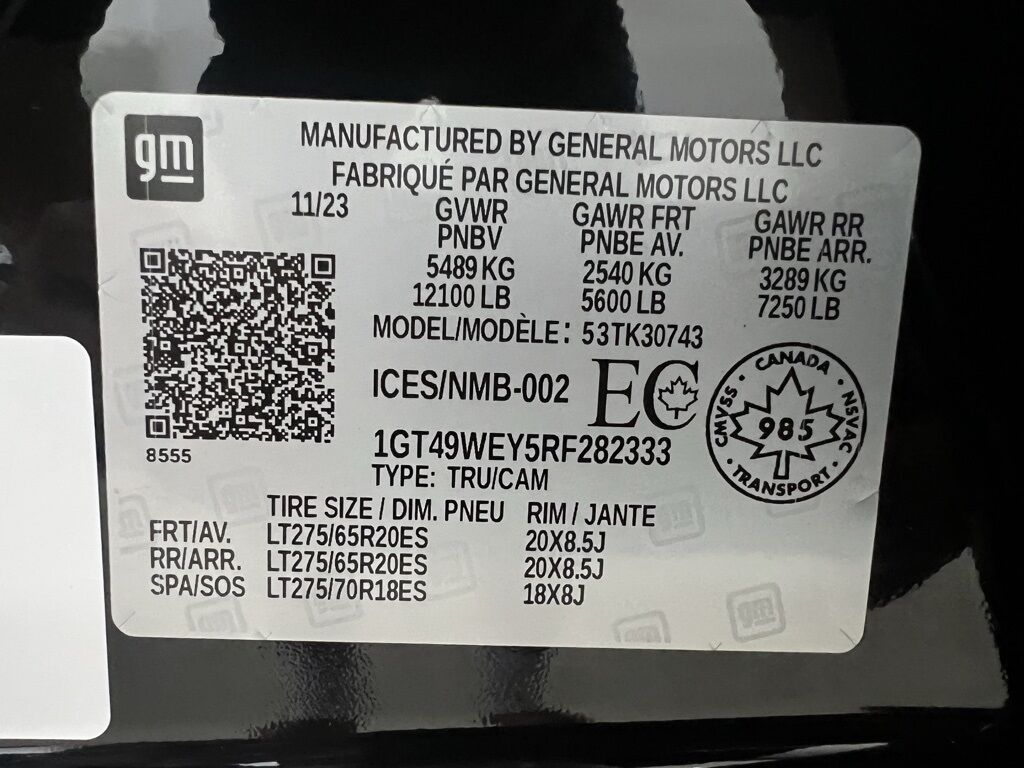 gm
MANUFACTURED BY GENERAL MOTORS LLC
FABRIQUÉ PAR GENERAL MOTORS LLC
11/23 GVWR GAWR FRT GAWR RR
PNBV PNBE AV. PNBE ARR.
5489 KG 2540 KG 3289 KG
12100 LB 5600 LB 7250 LB
MODEL/MODÈLE: 53TK30743
ICES/NMB-002 EC
CANADA
CMVSS 985 NSVAC
TRANSPORT
8555
1GT49WEY5RF282333
TYPE: TRU/CAM
TIRE SIZE / DIM. PNEU RIM / JANTE
FRT/AV. LT275/65R20ES 20X8.5J
RR/ARR. LT275/65R20ES 20X8.5J
SPA/SOS LT275/70R18ES 18X8J